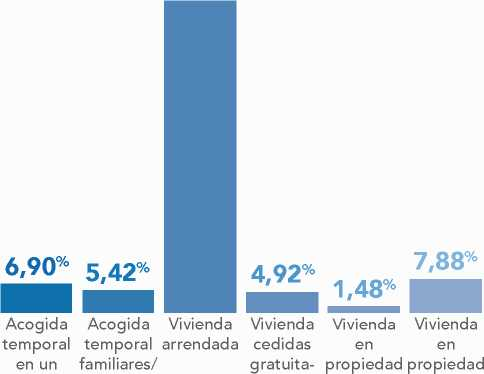 6,90%
5,42%
4,92%
1,48%
7,88%
Acogida
temporal
en un
Acogida
temporal
familiares/
Vivienda
arrendada
Vivienda
cedidas
gratuita-
Vivienda
en
propiedad
Vivienda
en
propiedad